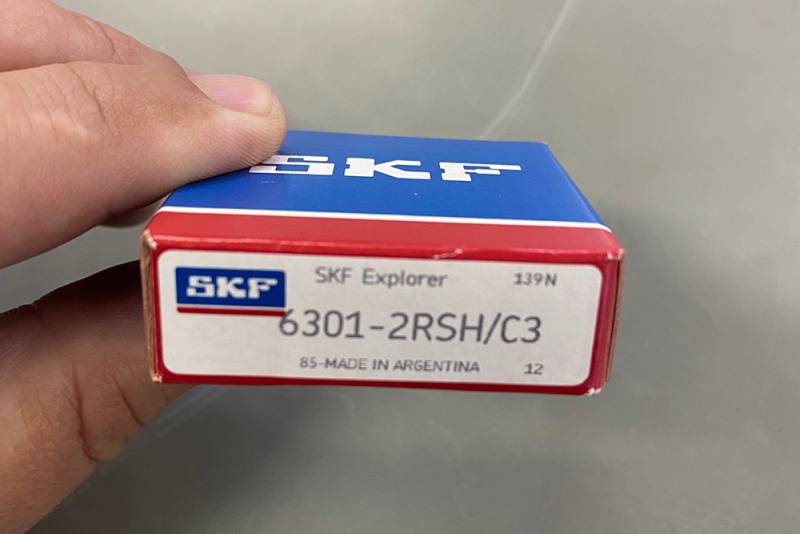 SKF
SKF
SKF Explorer 139N
6301-2RSH/C3
85-MADE IN ARGENTINA 12